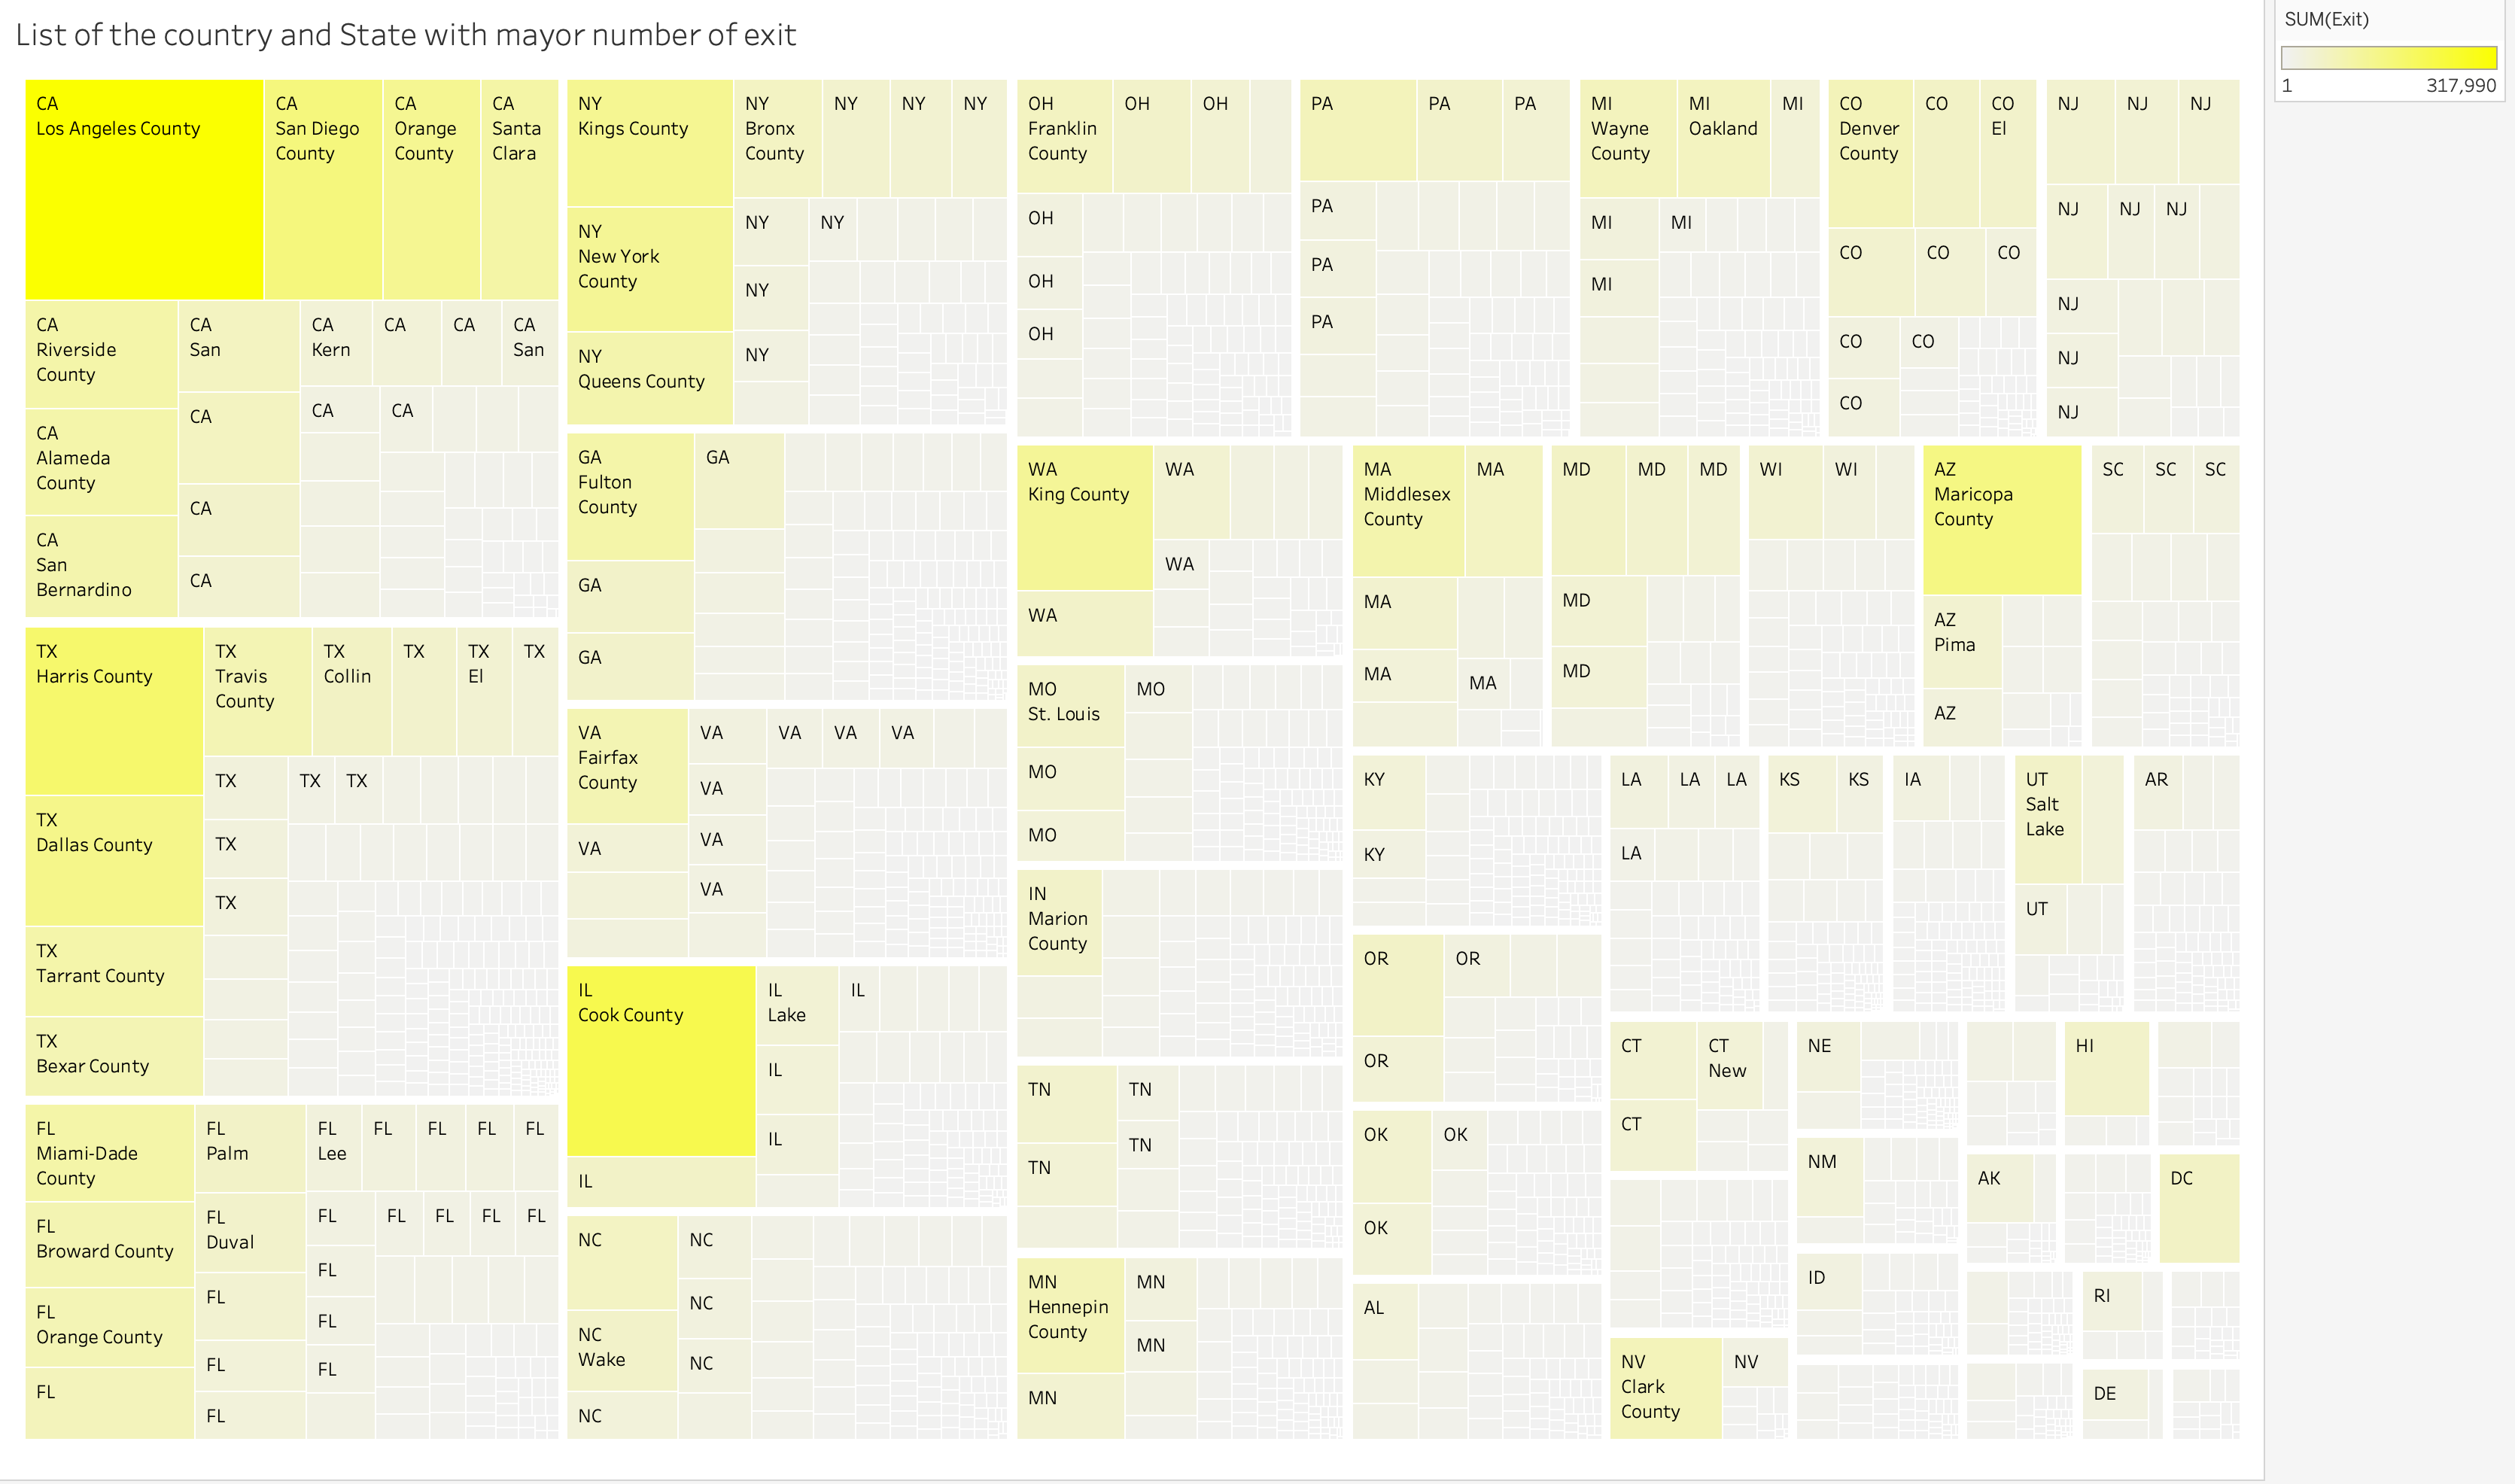 List of the country and State with mayor number of exit
SUM(Exit)
1 317,990
CA
Los Angeles County
CA
San Diego
County
CA
Orange
County
CA
Santa
Clara
CA
Riverside
County
CA
San
CA
Kern
CA
CA
CA
San
CA
Alameda
County
CA
CA
CA
CA
San
Bernardino
CA
CA
TX
Harris County
TX
Travis
County
TX
Collin
TX
TX
El
TX
TX
TX
TX
TX
Dallas County
TX
TX
TX
Tarrant County
TX
Bexar County
FL
Miami-Dade
County
FL
Palm
FL
Lee
FL
FL
FL
FL
FL
Broward County
FL
Duval
FL
FL
FL
FL
FL
FL
FL
Orange County
FL
FL
FL
FL
FL
FL
NY
Kings County
NY
Bronx
County
NY
NY
NY
NY
New York
County
NY
NY
NY
NY
Queens County
NY
GA
Fulton
County
GA
GA
GA
VA
Fairfax
County
VA
VA
VA
VA
VA
VA
VA
VA
IL
Cook County
IL
Lake
IL
IL
IL
IL
NC
NC
NC
NC
Wake
NC
NC
OH
Franklin
County
OH
OH
OH
OH
OH
PA
PA
PA
PA
PA
PA
MI
Wayne
County
MI
Oakland
MI
MI
MI
MI
CO
Denver
County
CO
CO
El
CO
CO
CO
CO
CO
CO
NJ
NJ
NJ
NJ
NJ
NJ
NJ
NJ
NJ
WA
King County
WA
WA
WA
MA
Middlesex
County
MA
MA
MA
MA
MD
MD
MD
MD
MD
WI
WI
AZ
Maricopa
County
AZ
Pima
AZ
SC
SC
SC
MO
St. Louis
MO
MO
MO
IN
Marion
County
TN
TN
TN
TN
MN
Hennepin
County
MN
MN
MN
KY
KY
OR
OR
OR
OK
OK
OK
AL
LA
LA
LA
LA
KS
KS
IA
UT
Salt
Lake
UT
AR
CT
CT
New
CT
NE
HI
NM
AK
DC
ID
RI
NV
Clark
County
NV
DE